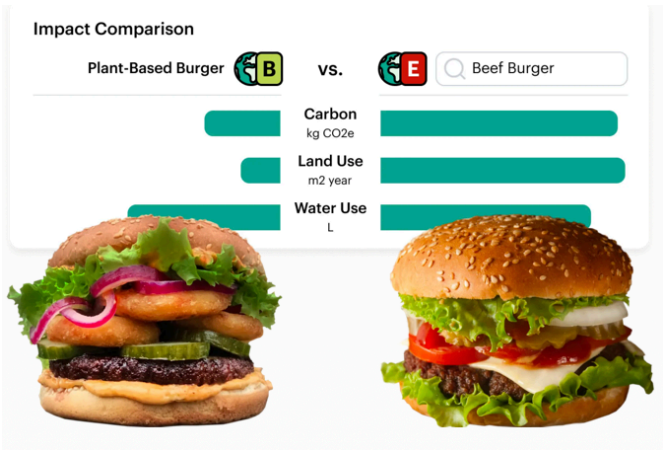 Impact Comparison
Plant-Based Burger B vs. E Beef Burger
Carbon
kg CO2e
Land Use
m2 year
Water Use
L